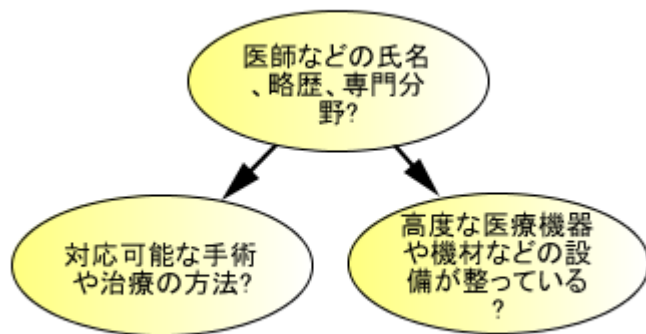 医師などの氏名
、略歴、専門分
野?
対応可能な手術
や治療の方法?
高度な医療機器
や機材などの設
備が整っている
?